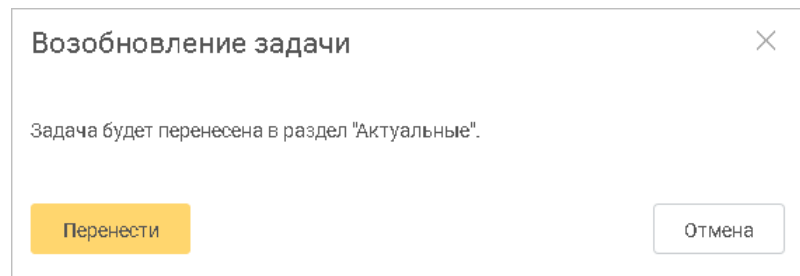 Возобновление задачи
Задача будет перенесена в раздел "Актуальные".
Перенести
Отмена